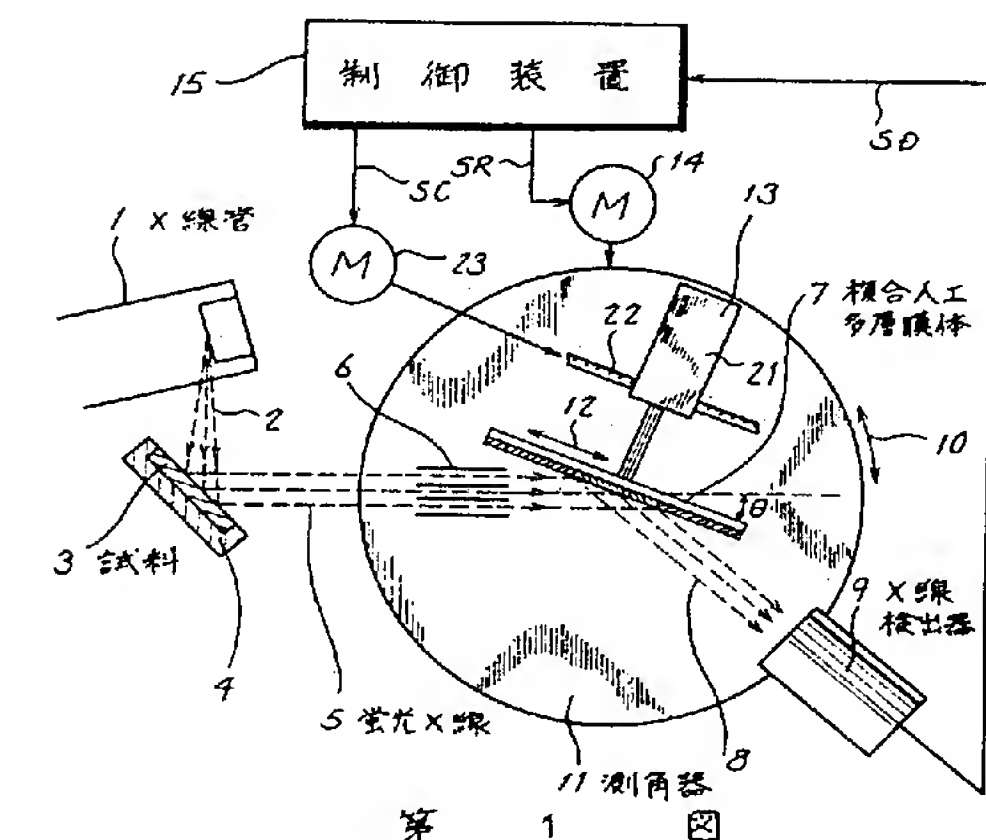 制御装置
15
SD
SC
SR
14
M
13
M
23
1 X線管
7 複合人工
多層膜体
22
21
6
2
12
10
θ
3 試料
9 X線
検出器
4
5 蛍光X線
8
11 測角器
第 1 図